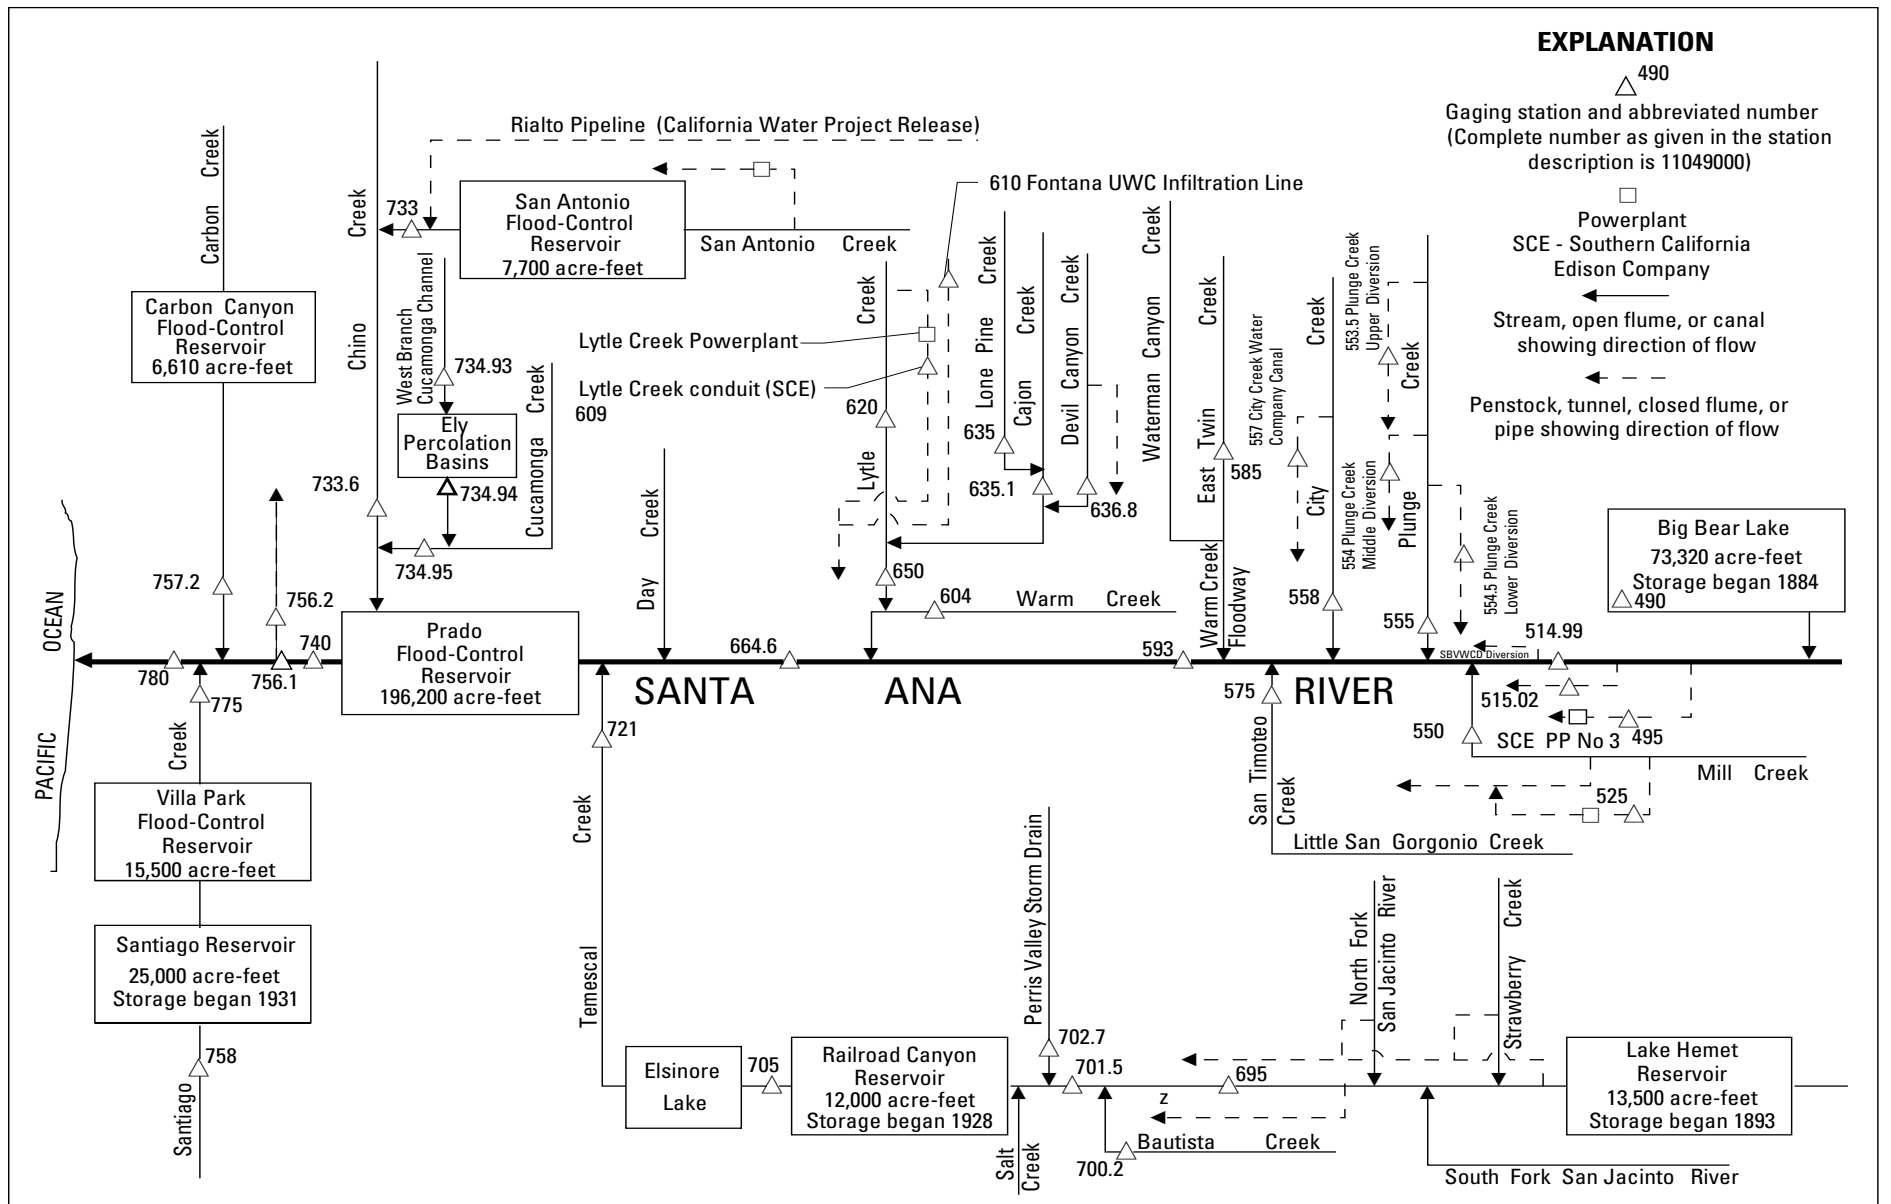 EXPLANATION
490
Gaging station and abbreviated number
(Complete number as given in the station
description is 11049000)
Powerplant
SCE - Southern California
Edison Company
Stream, open flume, or canal
showing direction of flow
Penstock, tunnel, closed flume, or
pipe showing direction of flow
Rialto Pipeline (California Water Project Release)
Carbon Creek
Carbon Canyon
Flood-Control
Reservoir
6,610 acre-feet
757.2
Chino Creek
733
San Antonio
Flood-Control
Reservoir
7,700 acre-feet
San Antonio Creek
West Branch
Cucamonga Channel
734.93
Ely
Percolation
Basins
734.94
733.6
734.95
Cucamonga Creek
610 Fontana UWC Infiltration Line
Lytle Creek Powerplant
Lytle Creek conduit (SCE)
609
Lytle Creek
620
650
Lone Pine Creek
635
Cajon Creek
635.1
Devil Canyon Creek
636.8
604
Warm Creek
Day Creek
Waterman Canyon Creek
East Twin Creek
585
Warm Creek
Floodway
557 City Creek Water
Company Canal
City Creek
558
553.5 Plunge Creek
Upper Diversion
554 Plunge Creek
Middle Diversion
Plunge Creek
555
554.5 Plunge Creek
Lower Diversion
Big Bear Lake
73,320 acre-feet
Storage began 1884
490
PACIFIC OCEAN
780
756.2
756.1
740
Prado
Flood-Control
Reservoir
196,200 acre-feet
664.6
593
SBVWCD Diversion
514.99
SANTA ANA RIVER
515.02
495
SCE PP No 3
550
Mill Creek
525
575
San Timoteo
Creek
Little San Gorgonio Creek
775
Creek
Villa Park
Flood-Control
Reservoir
15,500 acre-feet
Santiago Reservoir
25,000 acre-feet
Storage began 1931
758
Santiago
721
Temescal Creek
Elsinore
Lake
705
Railroad Canyon
Reservoir
12,000 acre-feet
Storage began 1928
Perris Valley Storm Drain
702.7
701.5
Salt
Creek
z
695
Bautista Creek
700.2
North Fork
San Jacinto River
Strawberry Creek
Lake Hemet
Reservoir
13,500 acre-feet
Storage began 1893
South Fork San Jacinto River